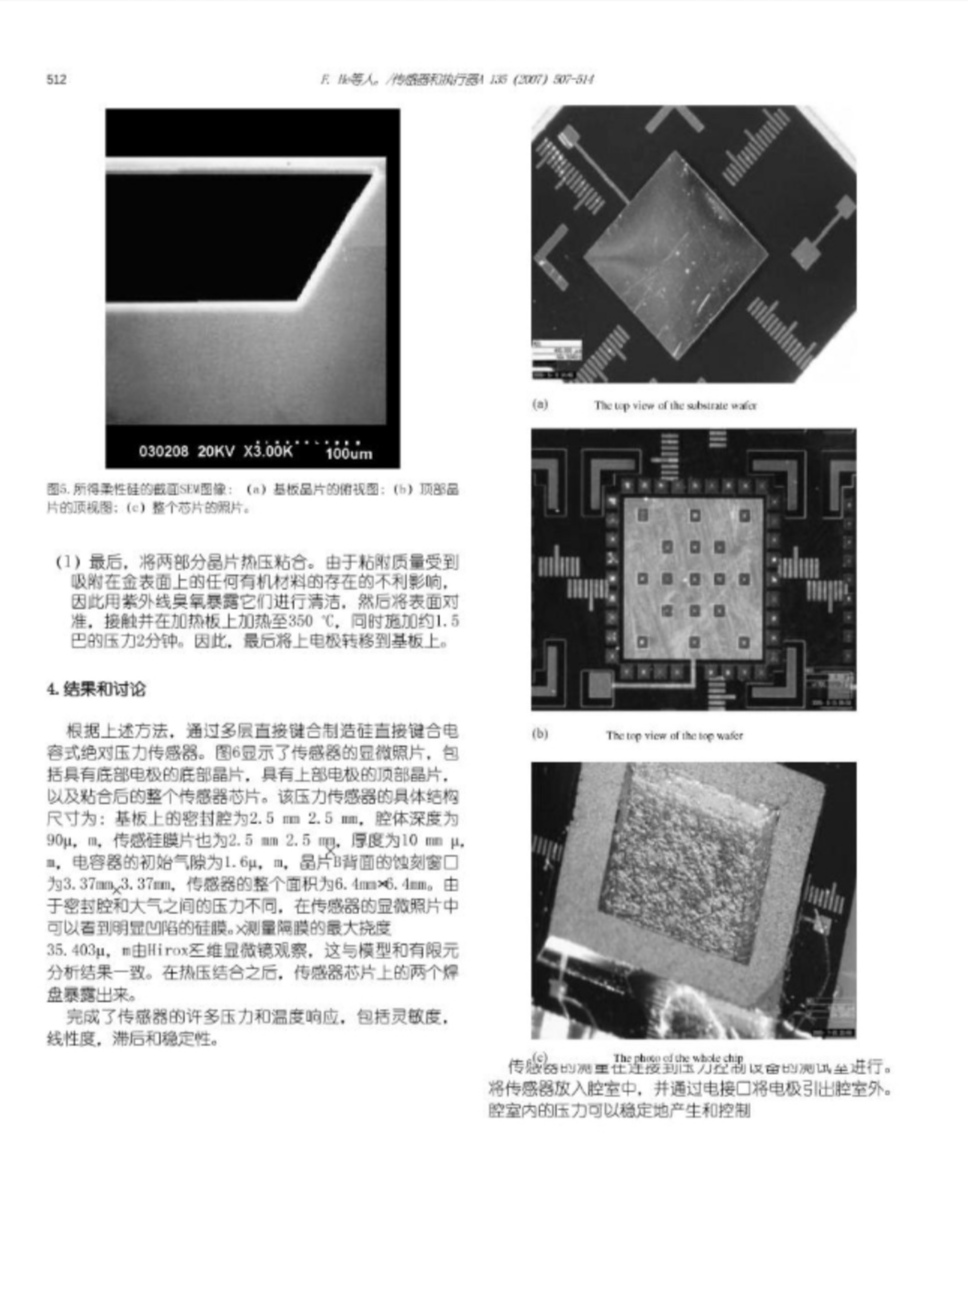 512
F. He等人。/传感器和执行器A 135 (2007) 507-514
030208 20KV X3.00K 100um
图5.所得柔性硅的截面SEM图像: (a) 基板晶片的俯视图; (b) 顶部晶
片的顶视图; (c) 整个芯片的照片。
(1) 最后, 将两部分晶片热压粘合。由于粘附质量受到
吸附在金表面上的任何有机材料的存在的不利影响,
因此用紫外线臭氧暴露它们进行清洁, 然后将表面对
准, 接触并在加热板上加热至350 ℃, 同时施加约1.5
巴的压力2分钟。因此, 最后将上电极转移到基板上。
4. 结果和讨论
根据上述方法, 通过多层直接键合制造硅直接键合电
容式绝对压力传感器。图6显示了传感器的显微照片, 包
括具有底部电极的底部晶片, 具有上部电极的顶部晶片,
以及粘合后的整个传感器芯片。该压力传感器的具体结构
尺寸为: 基板上的密封腔为2.5 mm 2.5 mm, 腔体深度为
90μ, m, 传感硅膜片也为2.5 mm 2.5 mm, 厚度为10 mm μ,
m, 电容器的初始气隙为1.6μ, m, 晶片B背面的蚀刻窗口
为3.37mm×3.37mm, 传感器的整个面积为6.4mm×6.4mm。由
于密封腔和大气之间的压力不同, 在传感器的显微照片中
可以看到明显凹陷的硅膜。×测量隔膜的最大挠度
35.403μ, m由Hirox三维显微镜观察, 这与模型和有限元
分析结果一致。在热压结合之后, 传感器芯片上的两个焊
盘暴露出来。
完成了传感器的许多压力和温度响应, 包括灵敏度,
线性度, 滞后和稳定性。
(a) The top view of the substrate wafer
(b) The top view of the top wafer
(c) The photo of the whole chip
传感器的测量在连接到压力控制设备的测试室进行。
将传感器放入腔室中, 并通过电接口将电极引出腔室外。
腔室内的压力可以稳定地产生和控制